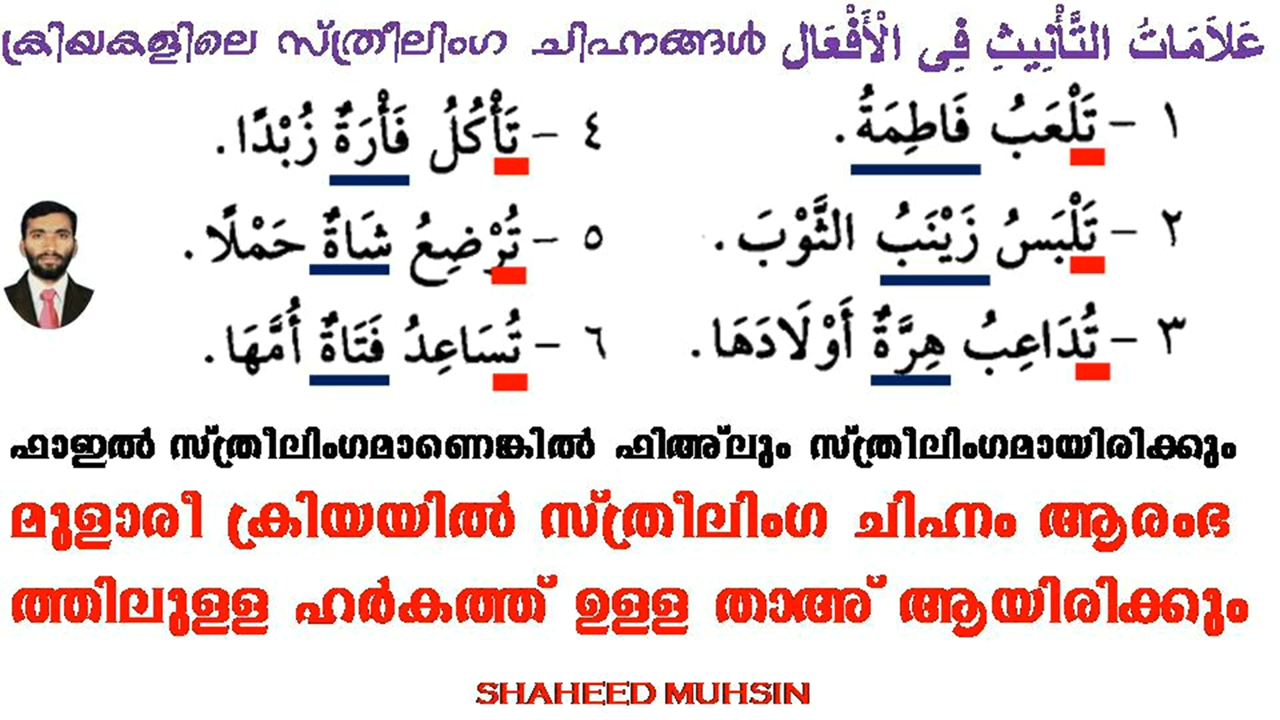 ക്രിയകളിലെ സ്ത്രീലിംഗ ചിഹ്നങ്ങൾ عَلاَمَاتُ التَّأْنِيثِ فِي الْأَفْعَال
١ – تَلْعَبُ فَاطِمَةُ.
٢ – تَلْبَسُ زَيْنَبُ الثَّوْبَ.
٣ – تُدَاعِبُ هِرَّةٌ أَوْلَادَهَا.
٤ – تَأْكُلُ فَأْرَةٌ زُبْدًا.
٥ – تُرْضِعُ شَاةٌ حَمْلًا.
٦ – تُسَاعِدُ فَتَاةٌ أُمَّهَا.
ഫാഇൽ സ്ത്രീലിംഗമാണെങ്കിൽ ഫിഅ്‌ലും സ്ത്രീലിംഗമായിരിക്കും
മുളാരീ ക്രിയയിൽ സ്ത്രീലിംഗ ചിഹ്നം ആരംഭ
ത്തിലുള്ള ഹർകത്ത് ഉള്ള താഅ് ആയിരിക്കും
SHAHEED MUHSIN